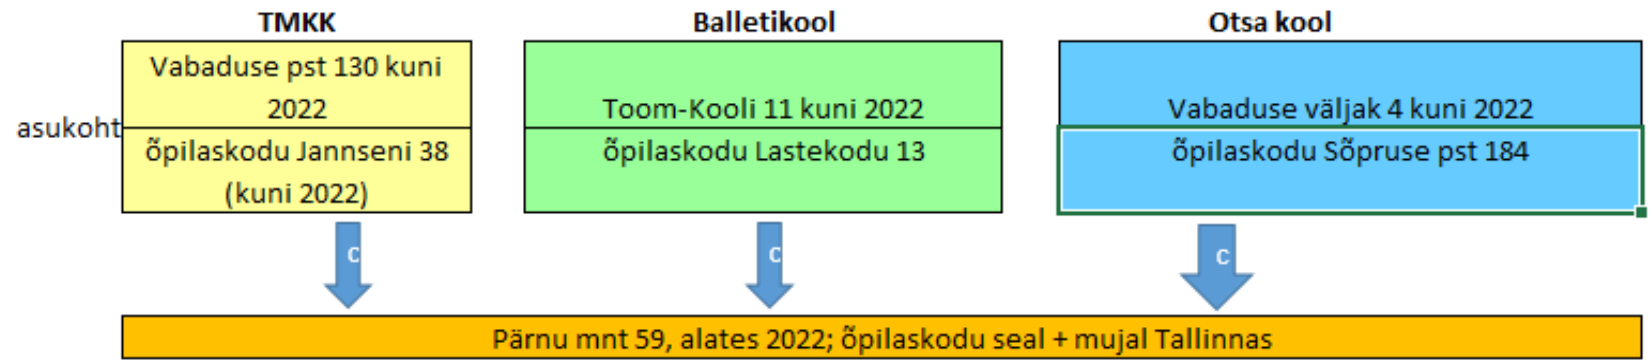 TMKK
Balletikool
Otsa kool
asukoht
Vabaduse pst 130 kuni
2022
Toom-Kooli 11 kuni 2022
Vabaduse väljak 4 kuni 2022
õpilaskodu Jannseni 38
(kuni 2022)
õpilaskodu Lastekodu 13
õpilaskodu Sõpruse pst 184
c
c
c
Pärnu mnt 59, alates 2022; õpilaskodu seal + mujal Tallinnas